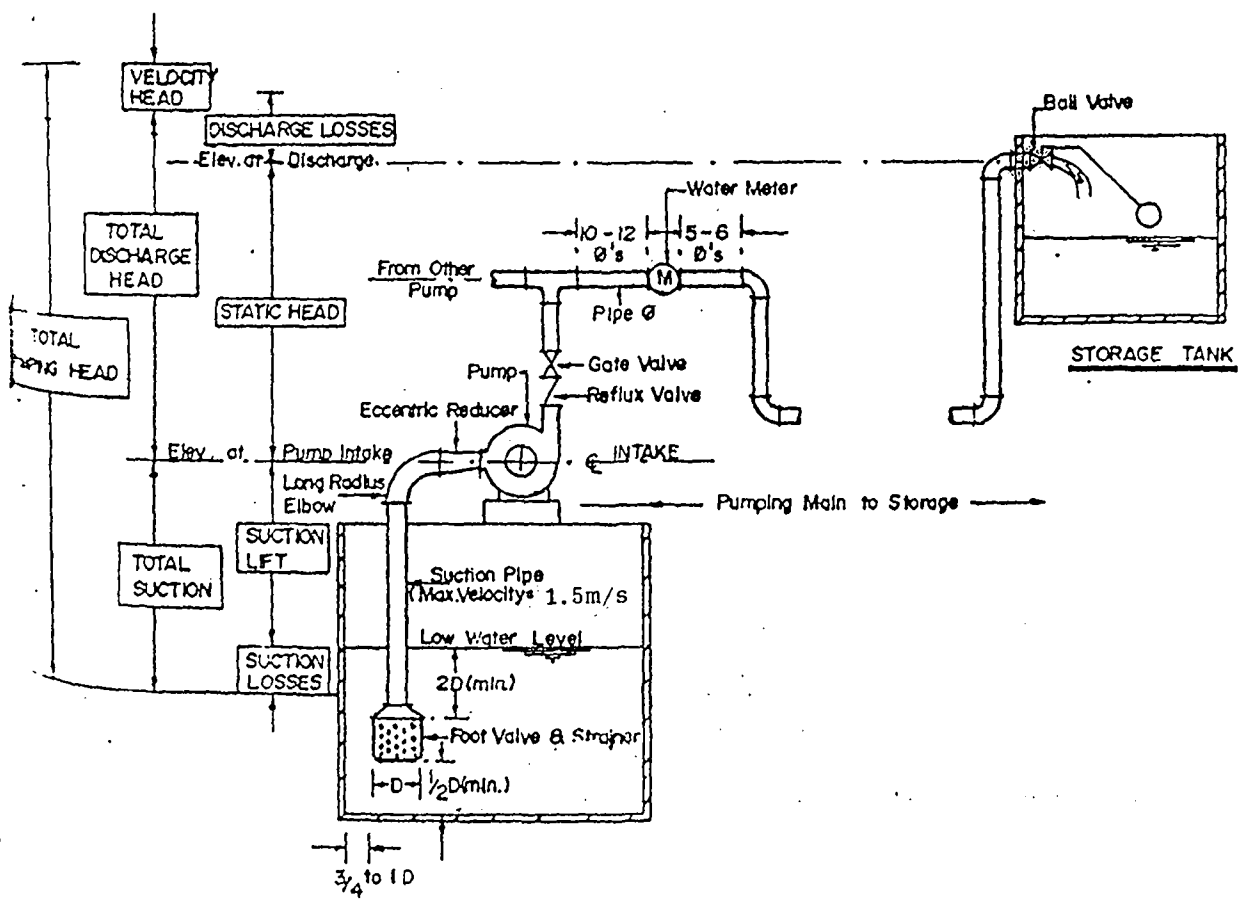 VELOCITY
HEAD
DISCHARGE LOSSES
Elev. at Discharge.
TOTAL
DISCHARGE
HEAD
STATIC HEAD
TOTAL
HEAD
Elev. at Pump Intake
TOTAL
SUCTION
SUCTION
LIFT
SUCTION
LOSSES
Ball Valve
Water Meter
10-12
Ø's
5-6
Ø's
From Other
Pump
M
Pipe Ø
STORAGE TANK
Gate Valve
Pump
Reflux Valve
Eccentric Reducer
℄ INTAKE
Long Radius
Elbow
Pumping Main to Storage
Suction Pipe
(Max.Velocity= 1.5m/s
Low Water Level
2D(min)
Foot Valve & Strainer
D
1/2D(min.)
3/4 to 1D